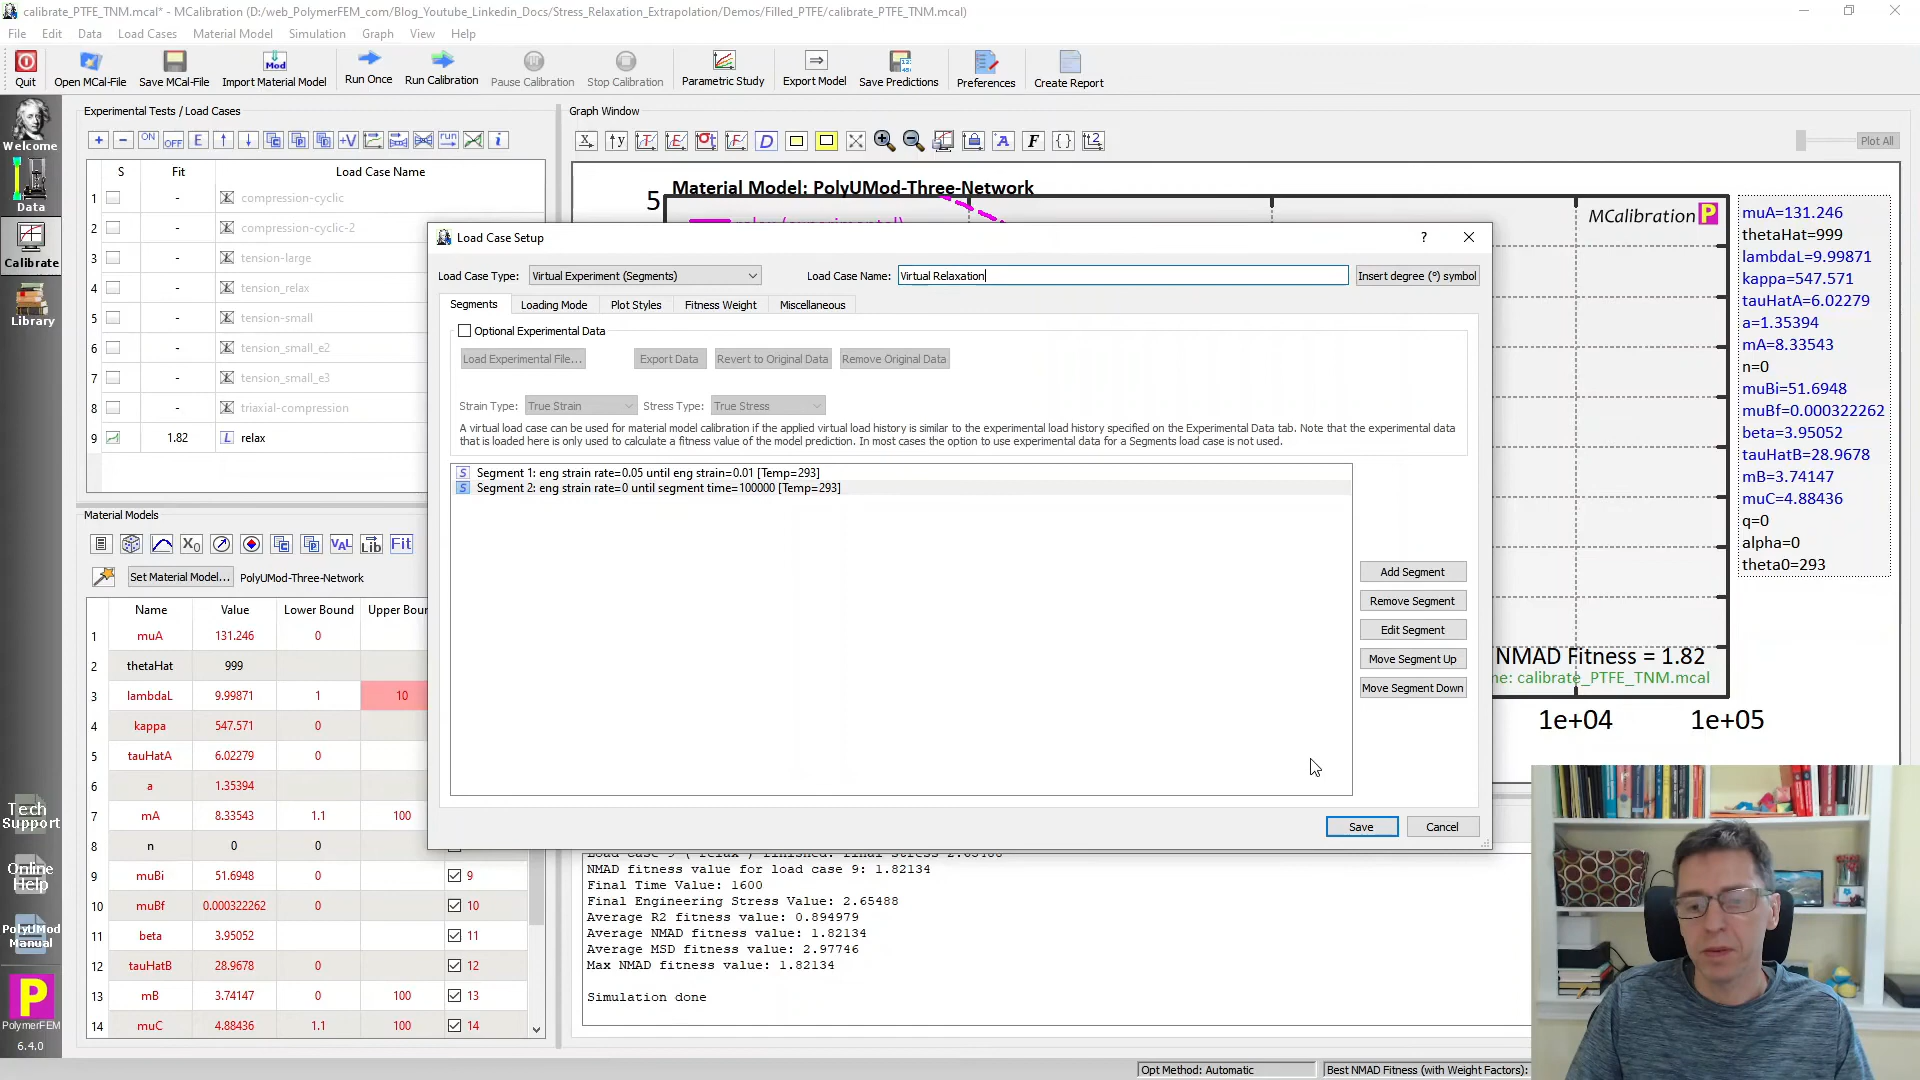 calibrate_PTFE_TNM.mcal* - MCalibration (D:/web_PolymerFEM_com/Blog_Youtube_Linkedin_Docs/Stress_Relaxation_Extrapolation/Demos/Filled_PTFE/calibrate_PTFE_TNM.mcal)
File Edit Data Load Cases Material Model Simulation Graph View Help
Quit Open MCal-File Save MCal-File Import Material Model Run Once Run Calibration Pause Calibration Stop Calibration Parametric Study Export Model Save Predictions Preferences Create Report
Welcome
Data
Calibrate
Library
Tech Support
Online Help
PolyUMod Manual
PolymerFEM
6.4.0
Experimental Tests / Load Cases
S Fit Load Case Name
1 - compression-cyclic
2 - compression-cyclic-2
3 - tension-large
4 - tension_relax
5 - tension-small
6 - tension_small_e2
7 - tension_small_e3
8 - triaxial-compression
9 1.82 L relax
Material Models
Set Material Model... PolyUMod-Three-Network
Name Value Lower Bound Upper Boun
1 muA 131.246 0
2 thetaHat 999
3 lambdaL 9.99871 1 10
4 kappa 547.571 0
5 tauHatA 6.02279 0
6 a 1.35394
7 mA 8.33543 1.1 100
8 n 0 0
9 muBi 51.6948 0 9
10 muBf 0.000322262 0 10
11 beta 3.95052 0 11
12 tauHatB 28.9678 0 12
13 mB 3.74147 0 100 13
14 muC 4.88436 1.1 100 14
Graph Window
Plot All
Material Model: PolyUMod-Three-Network
5
MCalibration P
muA=131.246
thetaHat=999
lambdaL=9.99871
kappa=547.571
tauHatA=6.02279
a=1.35394
mA=8.33543
n=0
muBi=51.6948
muBf=0.000322262
beta=3.95052
tauHatB=28.9678
mB=3.74147
muC=4.88436
q=0
alpha=0
theta0=293
NMAD Fitness = 1.82
ne: calibrate_PTFE_TNM.mcal
1e+04 1e+05
Load Case Setup
? 
Load Case Type: Virtual Experiment (Segments) Load Case Name: Virtual Relaxation Insert degree (°) symbol
Segments Loading Mode Plot Styles Fitness Weight Miscellaneous
Optional Experimental Data
Load Experimental File... Export Data Revert to Original Data Remove Original Data
Strain Type: True Strain Stress Type: True Stress
A virtual load case can be used for material model calibration if the applied virtual load history is similar to the experimental load history specified on the Experimental Data tab. Note that the experimental data
that is loaded here is only used to calculate a fitness value of the model prediction. In most cases the option to use experimental data for a Segments load case is not used.
S Segment 1: eng strain rate=0.05 until eng strain=0.01 [Temp=293]
S Segment 2: eng strain rate=0 until segment time=100000 [Temp=293]
Add Segment
Remove Segment
Edit Segment
Move Segment Up
Move Segment Down
Save Cancel
NMAD fitness value for load case 9: 1.82134
Final Time Value: 1600
Final Engineering Stress Value: 2.65488
Average R2 fitness value: 0.894979
Average NMAD fitness value: 1.82134
Average MSD fitness value: 2.97746
Max NMAD fitness value: 1.82134
Simulation done
Opt Method: Automatic Best NMAD Fitness (with Weight Factors):